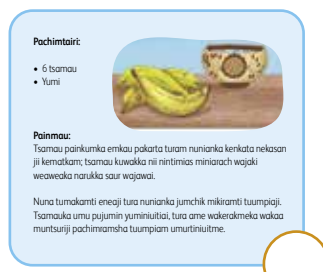 Pachimtairi:
• 6 tsamau
• Yumi
Painmau:
Tsamau painkumka emkau pakarta turam nunianka kenkata nekasan
jii kematkam; tsamau kuwakka nii nintimias miniarach wajaki
weaweaka narukka saur wajawai.
Nuna tumakamti eneaji tura nunianka jumchik mikiramti tuumpiaji.
Tsamauka umu pujumin yuminiuitiai, tura ame wakerakmeka wakaa
muntsuriji pachimramsha tuumpiam umurtiniuitme.